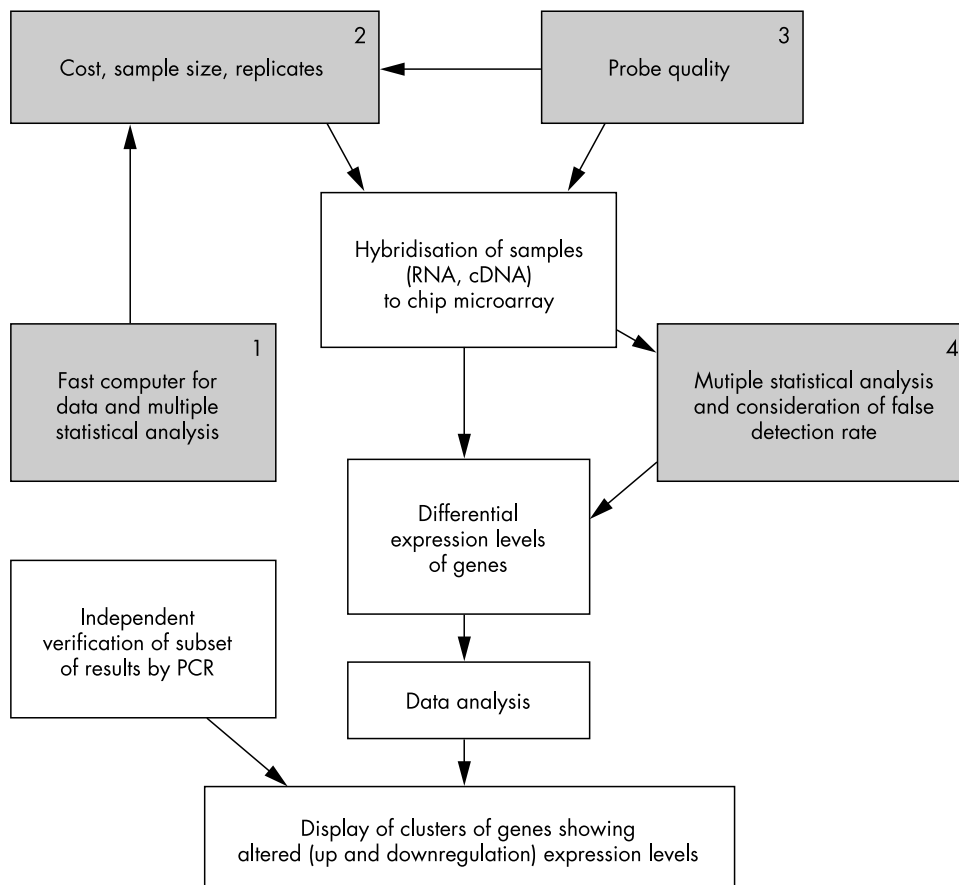 2
Cost, sample size, replicates
3
Probe quality
Hybridisation of samples
(RNA, cDNA)
to chip microarray
1
Fast computer for
data and multiple
statistical analysis
4
Mutiple statistical analysis
and consideration of false
detection rate
Differential
expression levels
of genes
Independent
verification of subset
of results by PCR
Data analysis
Display of clusters of genes showing
altered (up and downregulation) expression levels